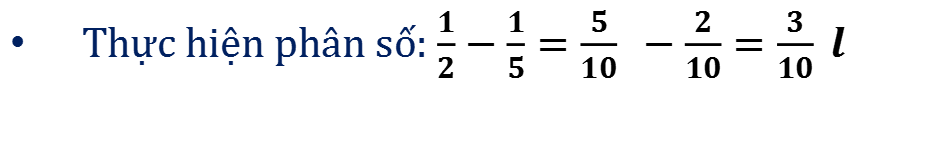 • Thực hiện phân số: 1/2 − 1/5 = 5/10 − 2/10 = 3/10 l